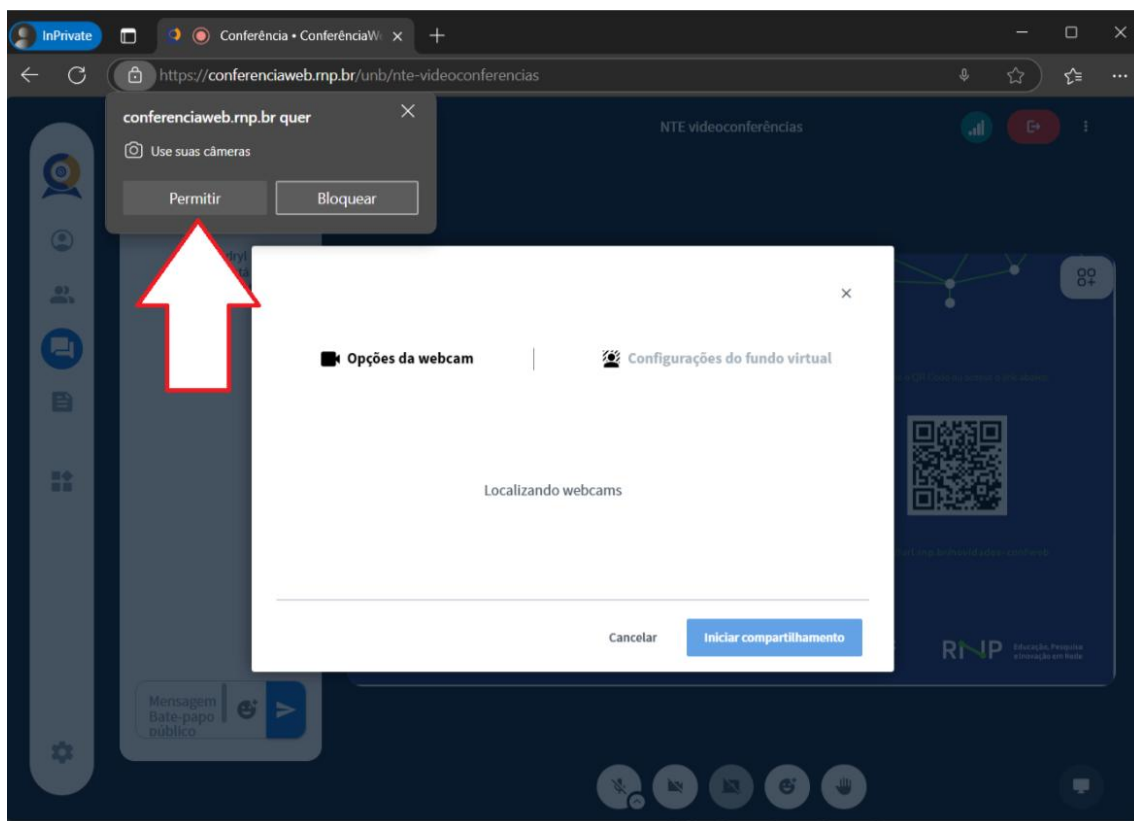 InPrivate
Conferência • ConferênciaW
https://conferenciaweb.rnp.br/unb/nte-videoconferencias
conferenciaweb.rnp.br quer
Use suas câmeras
Permitir
Bloquear
NTE videoconferências
Opções da webcam
Configurações do fundo virtual
Localizando webcams
Cancelar
Iniciar compartilhamento
RNP
Educação, Pesquisa
e Inovação em Rede
Mensagem
Bate-papo
público